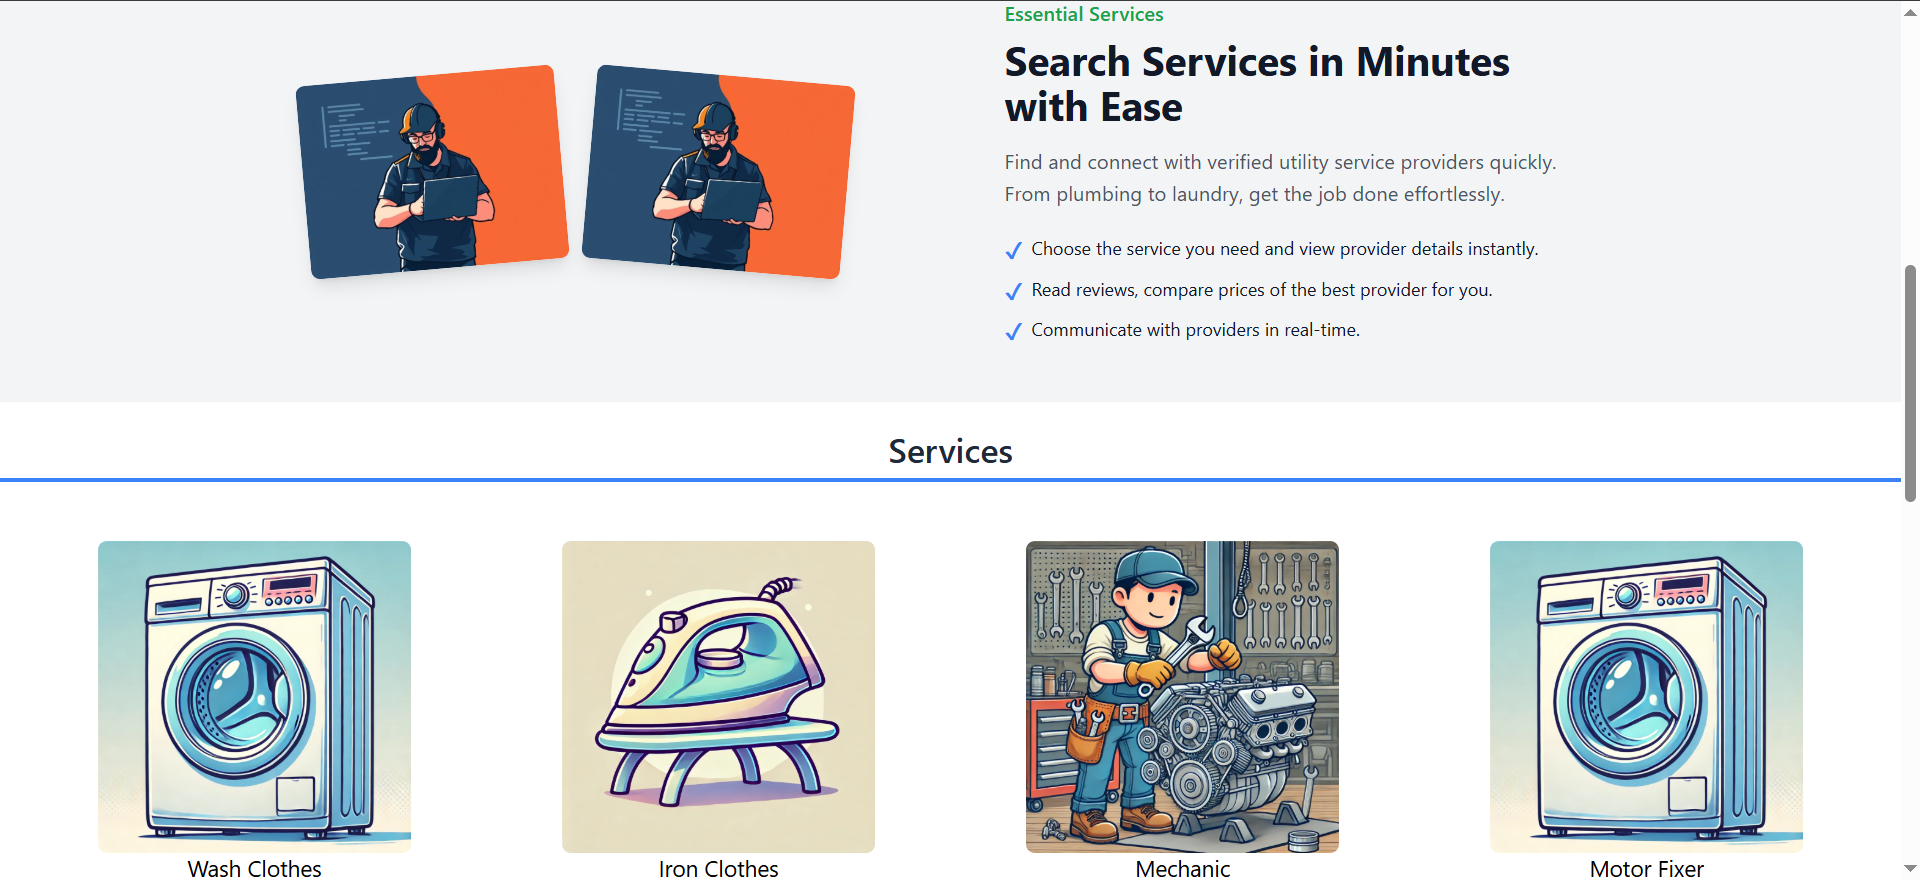 Essential Services
Search Services in Minutes
with Ease
Find and connect with verified utility service providers quickly.
From plumbing to laundry, get the job done effortlessly.
Choose the service you need and view provider details instantly.
Read reviews, compare prices of the best provider for you.
Communicate with providers in real-time.
Services
Wash Clothes
Iron Clothes
Mechanic
Motor Fixer